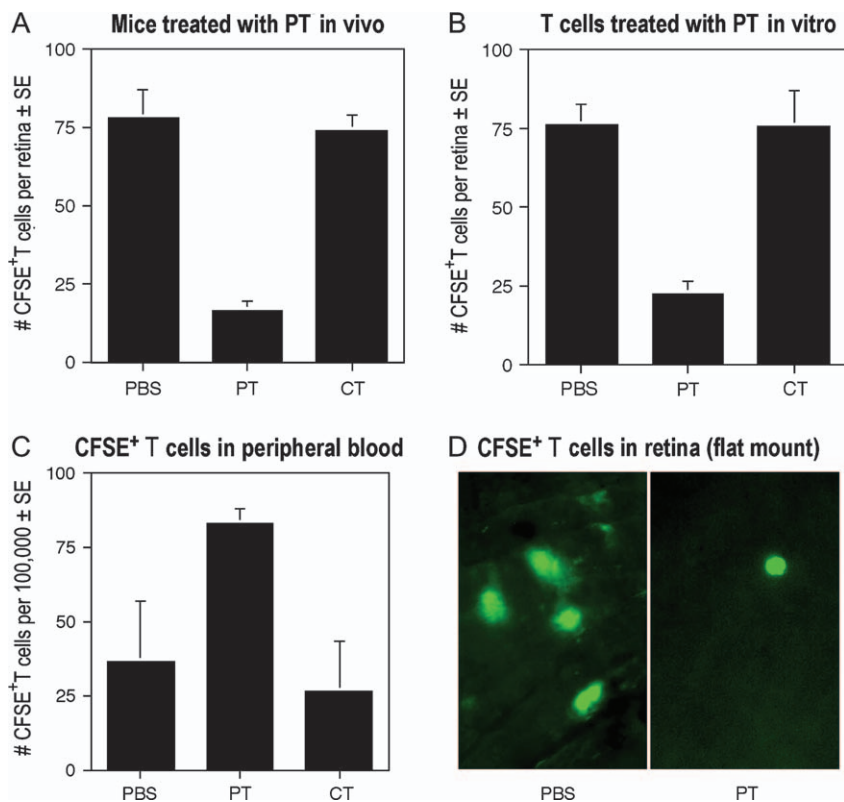 A Mice treated with PT in vivo
# CFSE⁺T cells per retina ± SE
100
75
50
25
0
PBS PT CT
B T cells treated with PT in vitro
# CFSE⁺T cells per retina ± SE
100
75
50
25
0
PBS PT CT
C CFSE⁺ T cells in peripheral blood
# CFSE⁺T cells per 100,000 ± SE
100
75
50
25
0
PBS PT CT
D CFSE⁺ T cells in retina (flat mount)
PBS PT